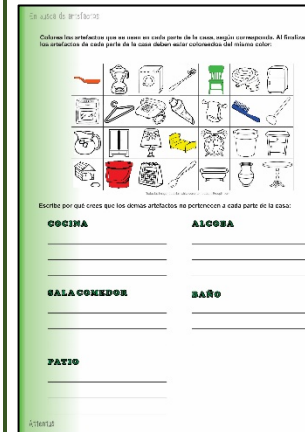 En busca de artefactos
Colorea los artefactos que se usan en cada parte de la casa, según corresponda. Al finalizar
los artefactos de cada parte de la casa deben estar coloreados del mismo color:
Escribe por qué crees que los demas artefactos no pertenecen a cada parte de la casa:
COCINA
ALCOBA
SALA COMEDOR
BAÑO
PATIO